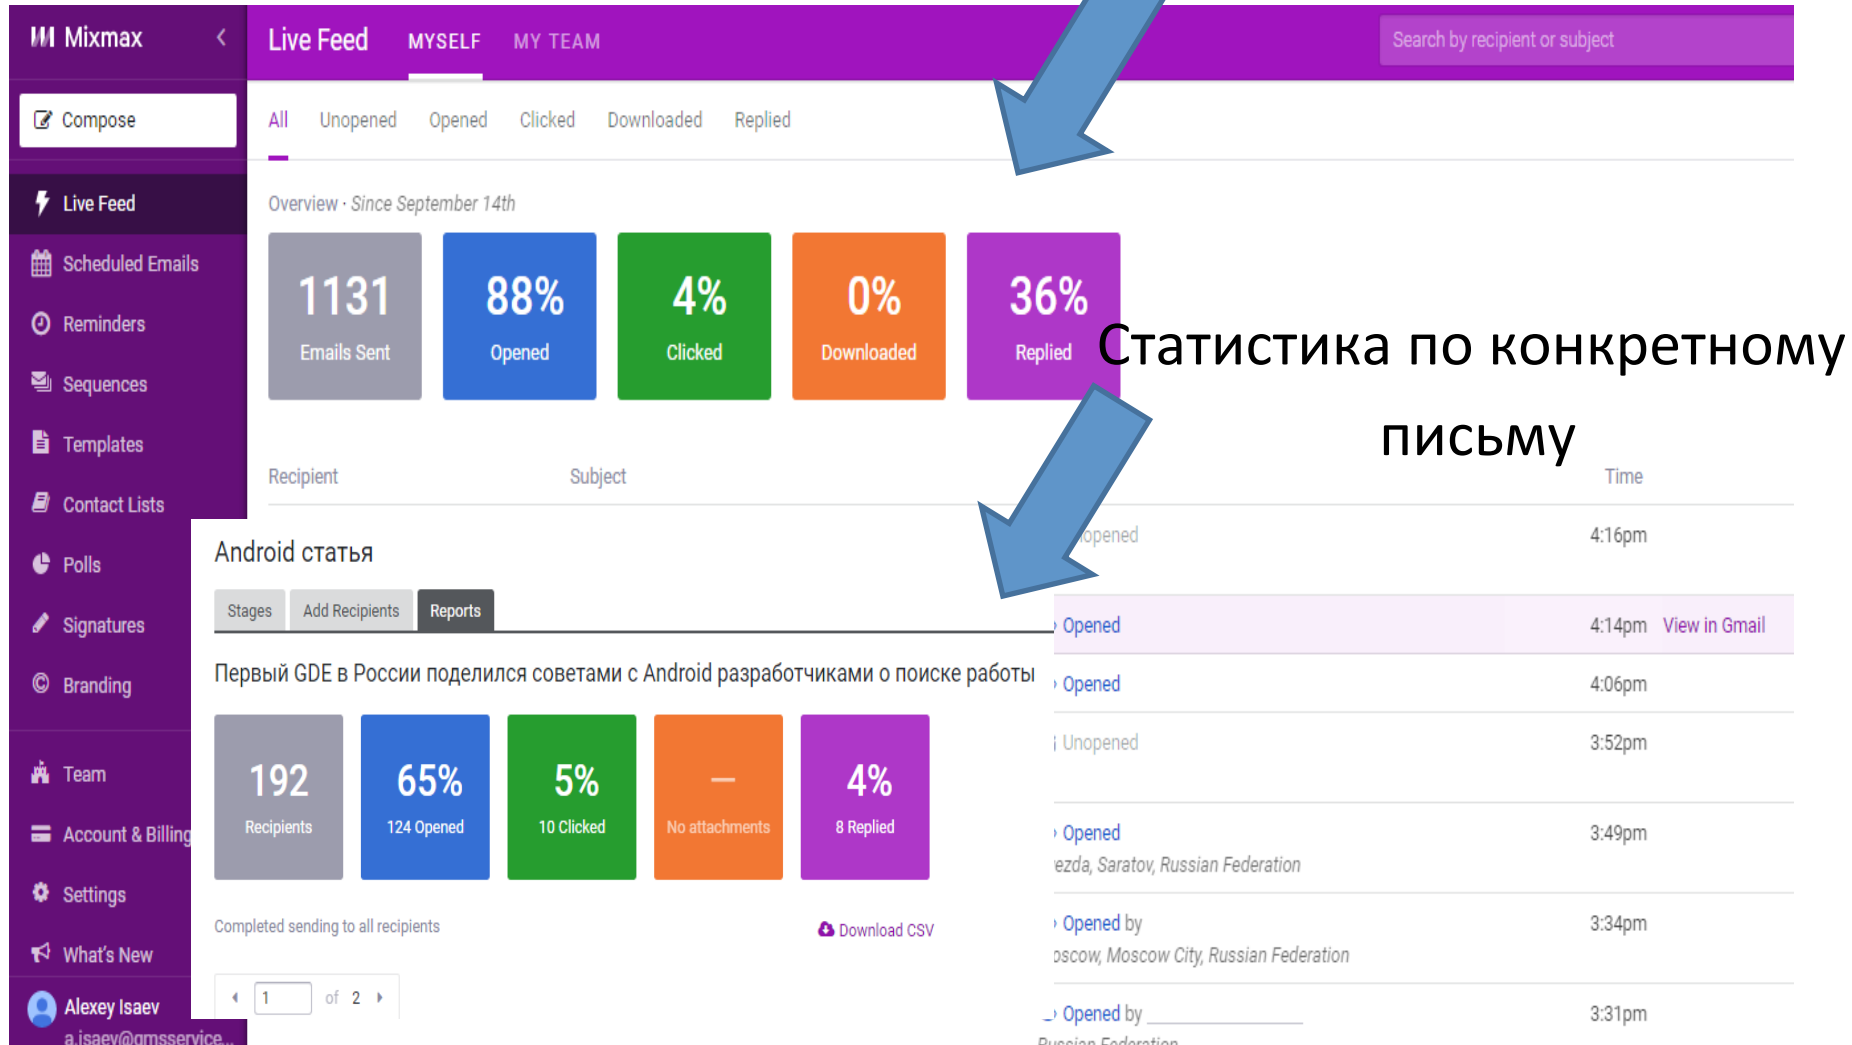 Mixmax
Live Feed MYSELF MY TEAM
Search by recipient or subject
Compose
All Unopened Opened Clicked Downloaded Replied
Live Feed
Overview · Since September 14th
Scheduled Emails
1131 88% 4% 0% 36%
Reminders
Emails Sent Opened Clicked Downloaded Replied
Статистика по конкретному
письму
Sequences
Templates
Recipient Subject Time
Contact Lists
4:16pm
Android статья
Polls
Stages Add Recipients Reports
Signatures
Opened 4:14pm View in Gmail
Первый GDE в России поделился советами с Android разработчиками о поиске работы
Branding
Opened 4:06pm
Unopened 3:52pm
Team
192 65% 5% — 4%
Recipients 124 Opened 10 Clicked No attachments 8 Replied
Account & Billing
Opened 3:49pm
Saratov, Russian Federation
Settings
Completed sending to all recipients Download CSV
Opened by 3:34pm
Moscow City, Russian Federation
What's New
1 of 2
Alexey Isaev
Opened by 3:31pm
a.isaev@gmsservice...
Russian Federation